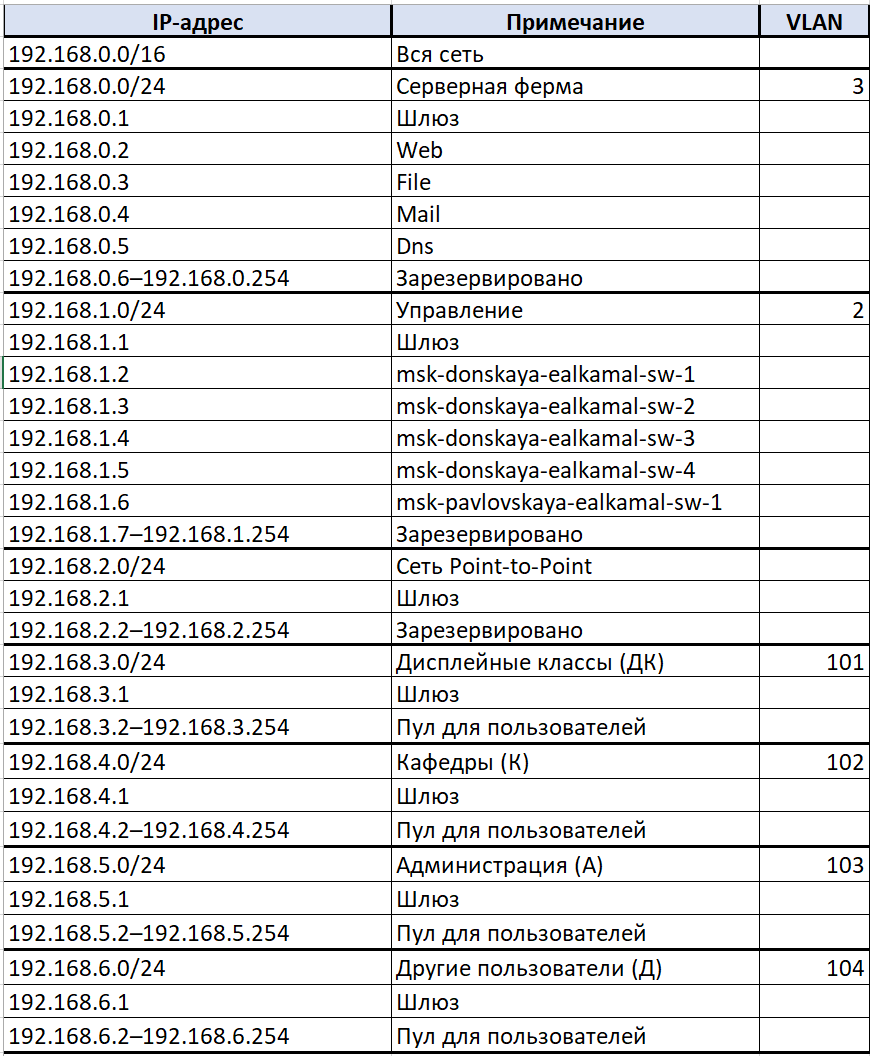 IP-адрес Примечание VLAN
192.168.0.0/16 Вся сеть
192.168.0.0/24 Серверная ферма 3
192.168.0.1 Шлюз
192.168.0.2 Web
192.168.0.3 File
192.168.0.4 Mail
192.168.0.5 Dns
192.168.0.6–192.168.0.254 Зарезервировано
192.168.1.0/24 Управление 2
192.168.1.1 Шлюз
192.168.1.2 msk-donskaya-ealkamal-sw-1
192.168.1.3 msk-donskaya-ealkamal-sw-2
192.168.1.4 msk-donskaya-ealkamal-sw-3
192.168.1.5 msk-donskaya-ealkamal-sw-4
192.168.1.6 msk-pavlovskaya-ealkamal-sw-1
192.168.1.7–192.168.1.254 Зарезервировано
192.168.2.0/24 Сеть Point-to-Point
192.168.2.1 Шлюз
192.168.2.2–192.168.2.254 Зарезервировано
192.168.3.0/24 Дисплейные классы (ДК) 101
192.168.3.1 Шлюз
192.168.3.2–192.168.3.254 Пул для пользователей
192.168.4.0/24 Кафедры (К) 102
192.168.4.1 Шлюз
192.168.4.2–192.168.4.254 Пул для пользователей
192.168.5.0/24 Администрация (А) 103
192.168.5.1 Шлюз
192.168.5.2–192.168.5.254 Пул для пользователей
192.168.6.0/24 Другие пользователи (Д) 104
192.168.6.1 Шлюз
192.168.6.2–192.168.6.254 Пул для пользователей